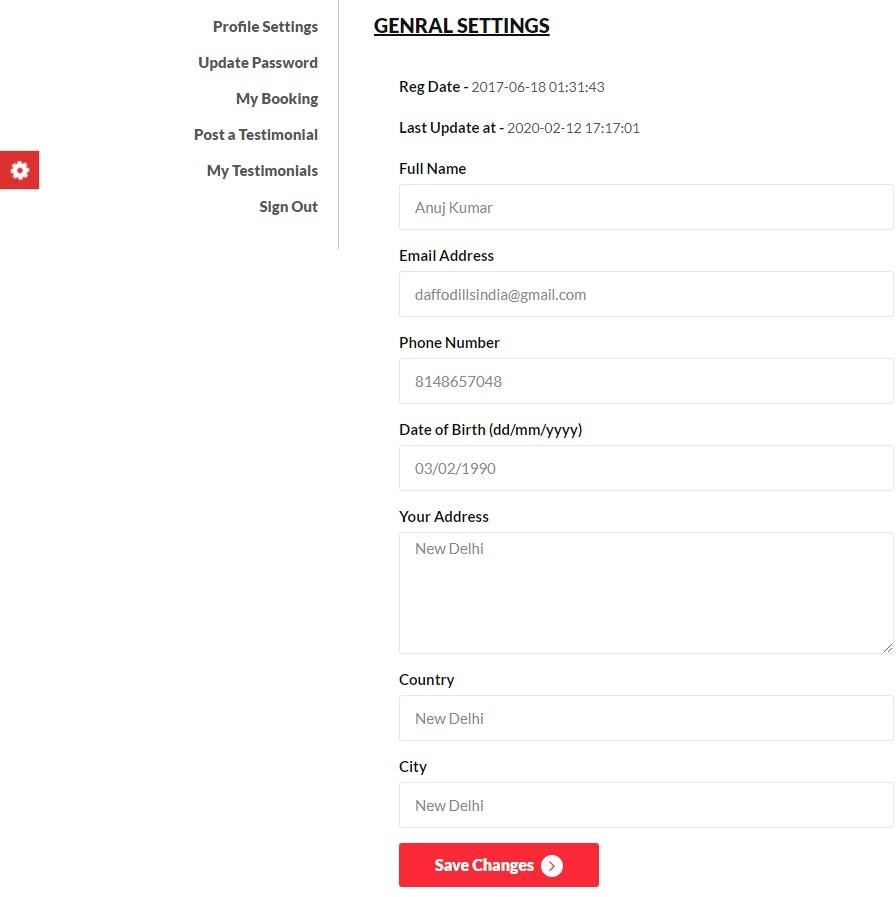 Profile Settings
Update Password
My Booking
Post a Testimonial
My Testimonials
Sign Out
GENRAL SETTINGS
Reg Date - 2017-06-18 01:31:43
Last Update at - 2020-02-12 17:17:01
Full Name
Anuj Kumar
Email Address
daffodillsindia@gmail.com
Phone Number
8148657048
Date of Birth (dd/mm/yyyy)
03/02/1990
Your Address
New Delhi
Country
New Delhi
City
New Delhi
Save Changes